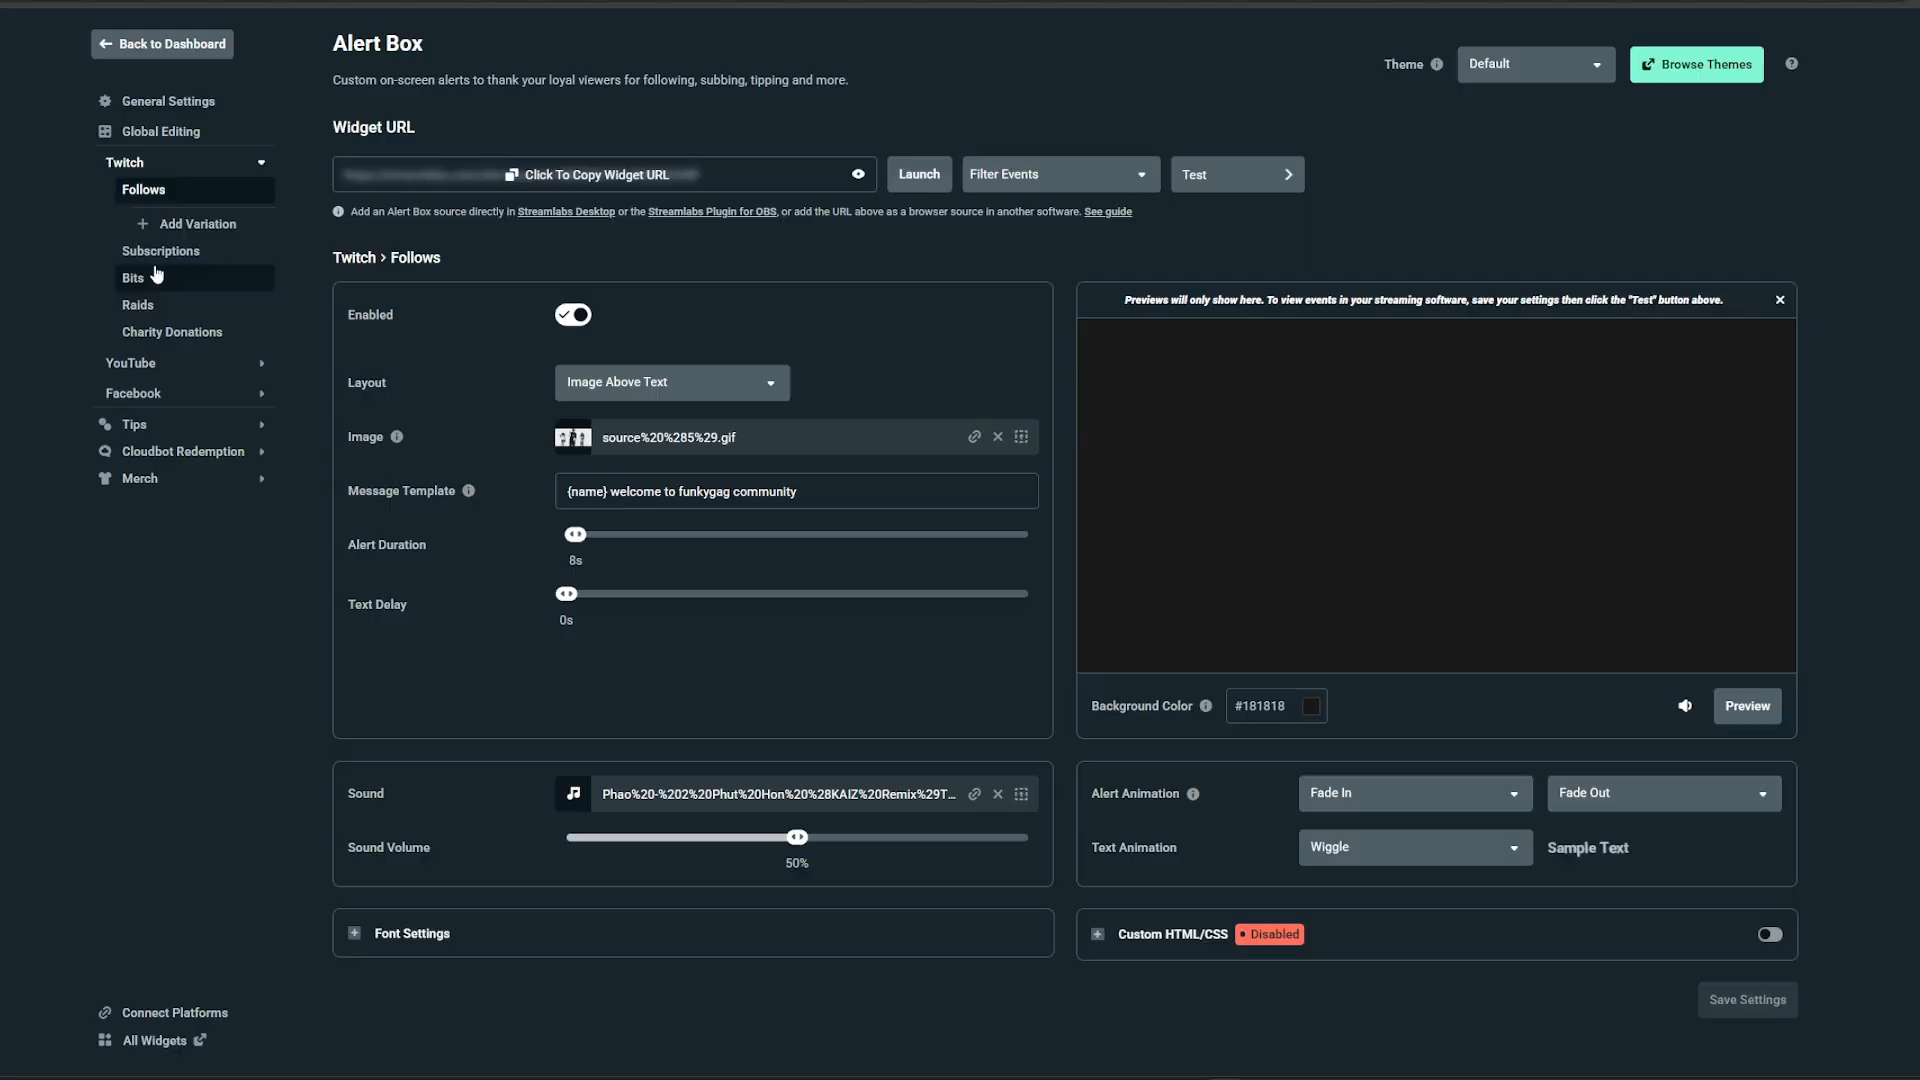 Back to Dashboard
General Settings
Global Editing
Twitch
Follows
Add Variation
Subscriptions
Bits
Raids
Charity Donations
YouTube
Facebook
Tips
Cloudbot Redemption
Merch
Connect Platforms
All Widgets
Alert Box
Custom on-screen alerts to thank your loyal viewers for following, subbing, tipping and more.
Theme
Default
Browse Themes
Widget URL
Click To Copy Widget URL
Launch
Filter Events
Test
Add an Alert Box source directly in Streamlabs Desktop or the Streamlabs Plugin for OBS, or add the URL above as a browser source in another software. See guide
Twitch > Follows
Enabled
Layout
Image Above Text
Image
source%20%285%29.gif
Message Template
{name} welcome to funkygag community
Alert Duration
8s
Text Delay
0s
Previews will only show here. To view events in your streaming software, save your settings then click the "Test" button above.
Background Color
#181818
Preview
Sound
Phao%20-%202%20Phut%20Hon%20%28KAIZ%20Remix%29T...
Sound Volume
50%
Alert Animation
Fade In
Fade Out
Text Animation
Wiggle
Sample Text
Font Settings
Custom HTML/CSS
Disabled
Save Settings